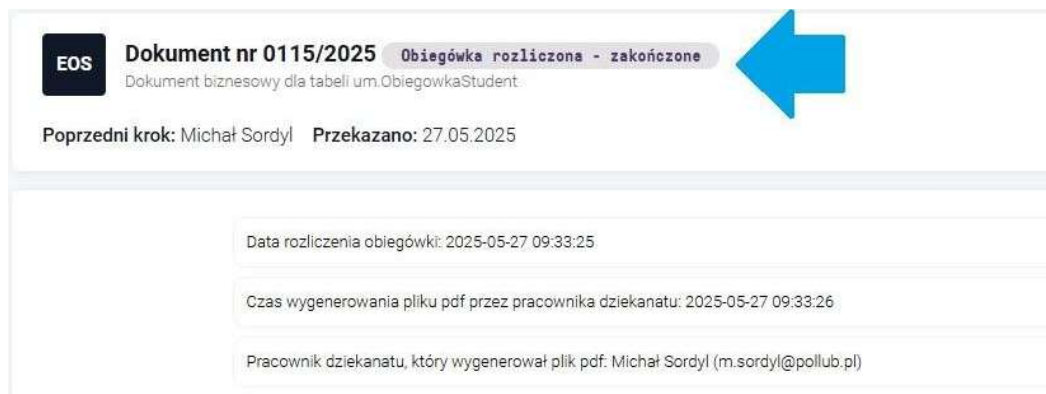 EOS
Dokument nr 0115/2025 Obiegówka rozliczona - zakończone
Dokument biznesowy dla tabeli um.ObiegowkaStudent
Poprzedni krok: Michał Sordyl Przekazano: 27.05.2025
Data rozliczenia obiegówki: 2025-05-27 09:33:25
Czas wygenerowania pliku pdf przez pracownika dziekanatu: 2025-05-27 09:33:26
Pracownik dziekanatu, który wygenerował plik pdf: Michał Sordyl (m.sordyl@pollub.pl)